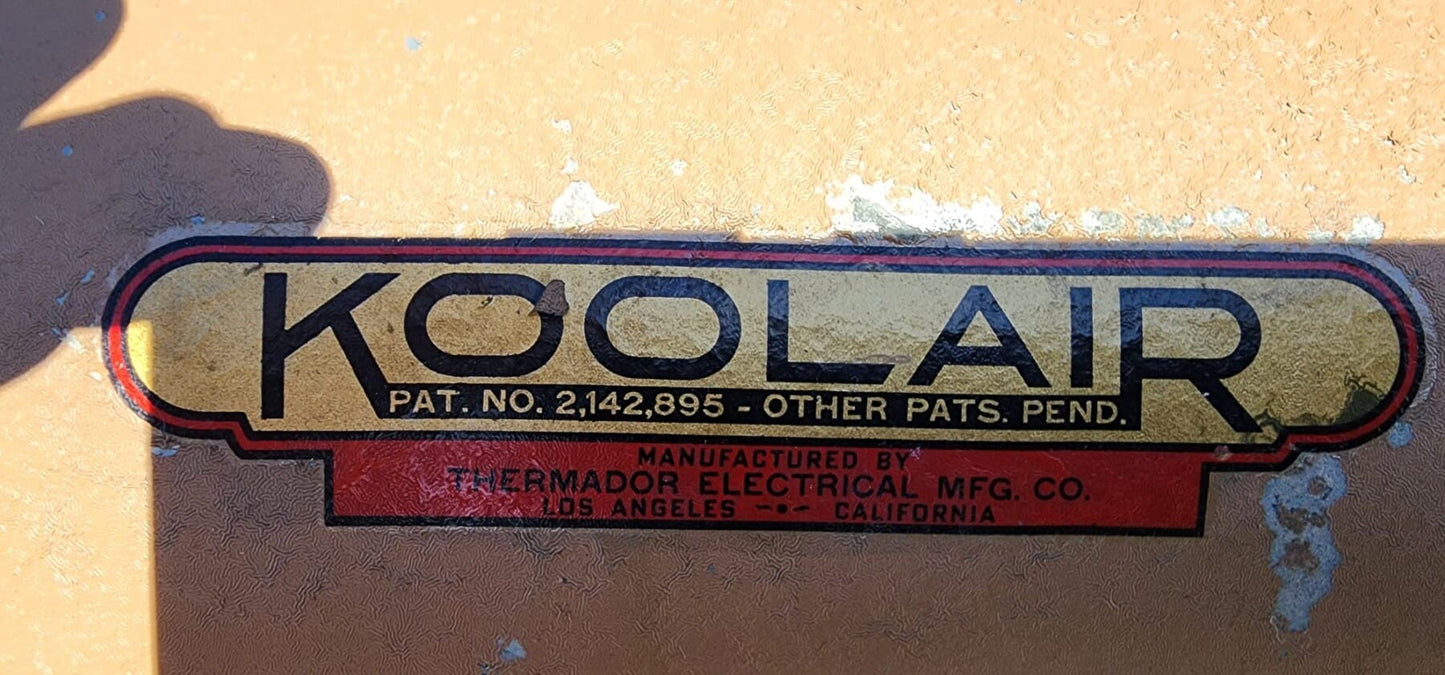 KOOLAIR
PAT. NO. 2,142,895 - OTHER PATS. PEND.
MANUFACTURED BY
THERMADOR ELECTRICAL MFG. CO.
LOS ANGELES ~•~ CALIFORNIA